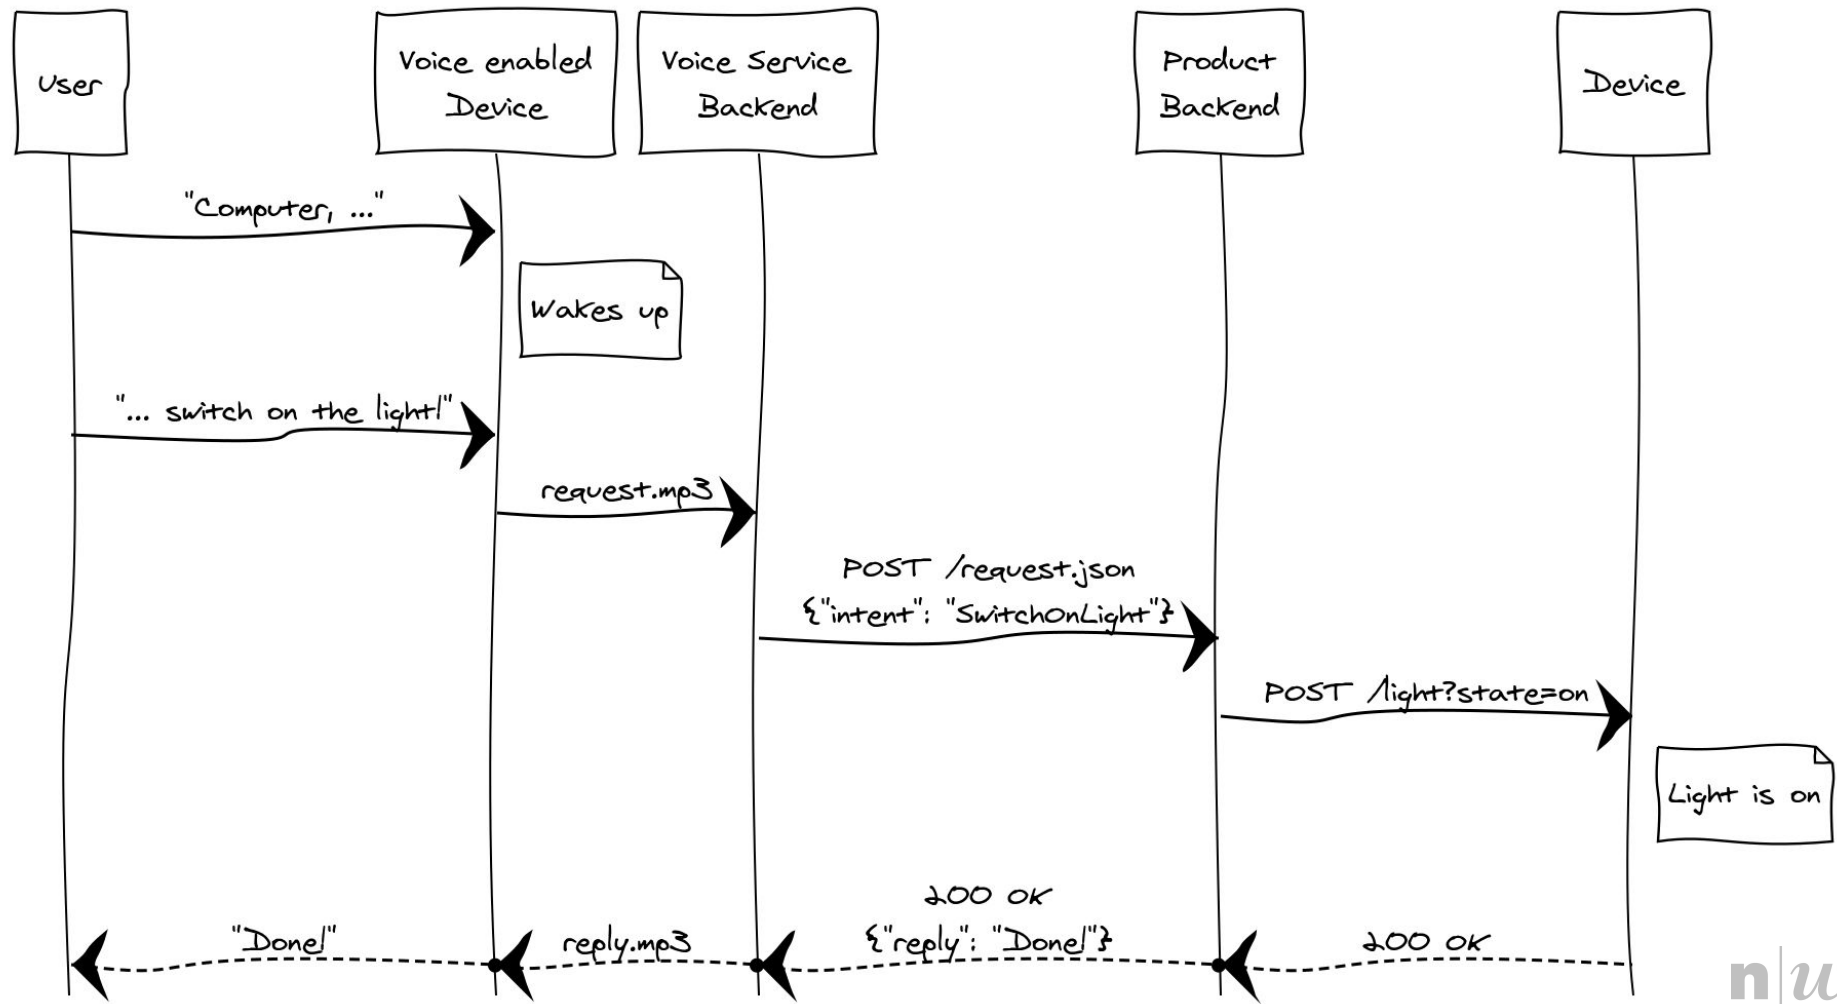 User
Voice enabled
Device
Voice Service
Backend
Product
Backend
Device
"Computer, ..."
Wakes up
"... switch on the light!"
request.mp3
POST /request.json
{"intent": "SwitchOnLight"}
POST /light?state=on
Light is on
200 OK
{"reply": "Done!"}
"Done!"
reply.mp3
200 OK
n|u